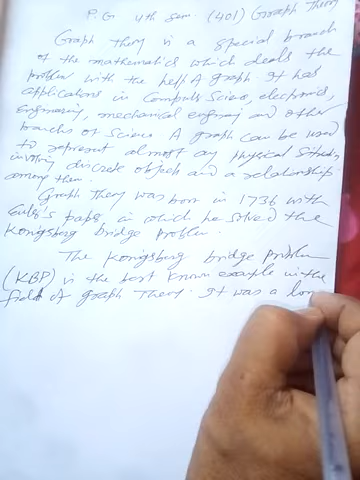 P.G 4th Sem. (401) Graph Theory
Graph Theory is a special branch
of the mathematics which deals the
problem with the help of graph. It has
applications in Computer Science, electronics,
Engineering, mechanical engineering and other
branches of Science. A graph can be used
to represent almost any physical situation
involving discrete object and a relationship
among them.
Graph Theory was born in 1736 with
Euler's paper in which he solved the
Konigsberg bridge problem.
The Konigsberg bridge problem
(KBP) is the best known example in the
field of graph Theory. It was a lon